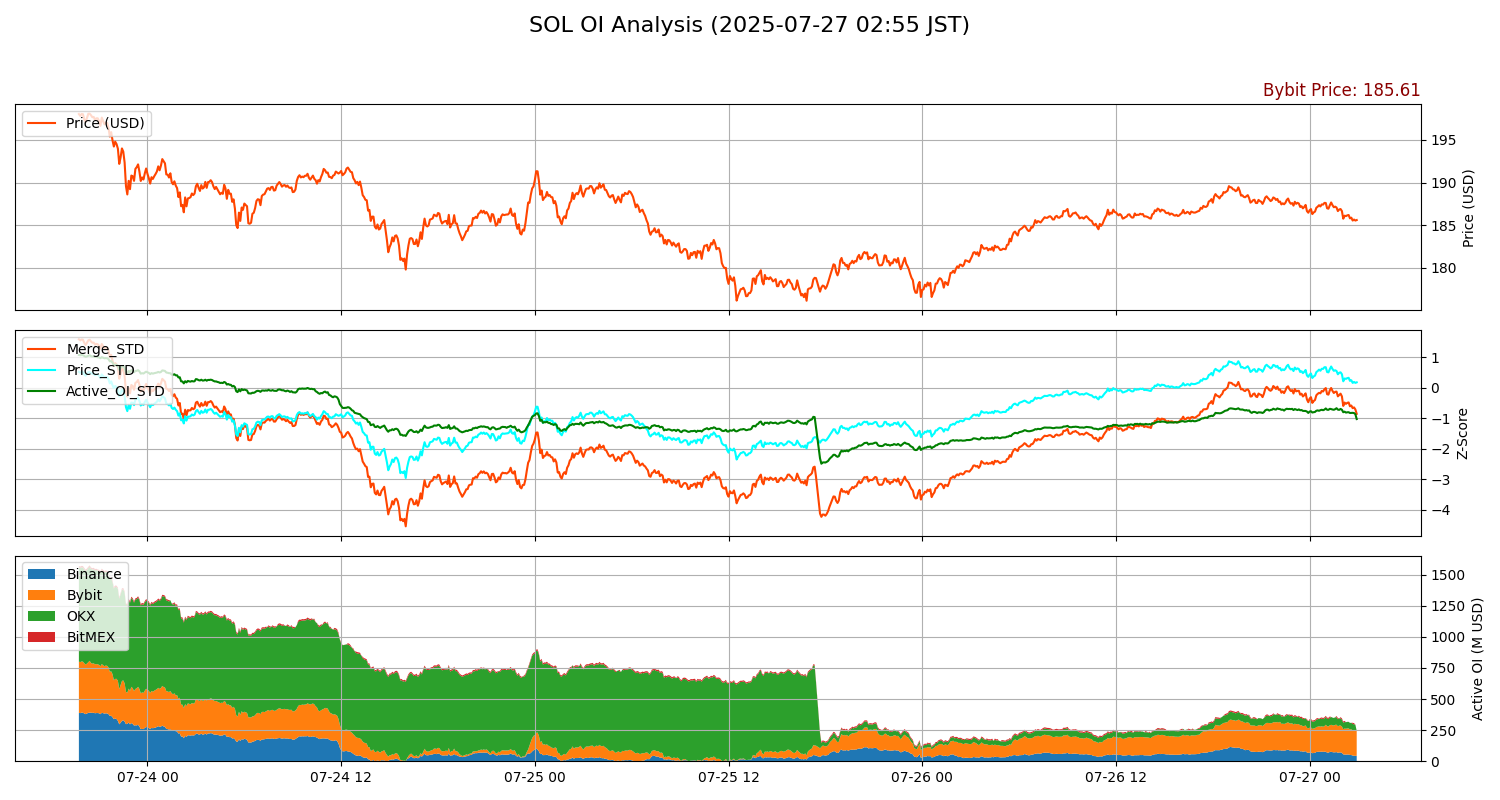 SOL OI Analysis (2025-07-27 02:55 JST)
Bybit Price: 185.61
Price (USD)
195
190
185
180
Price (USD)
Merge_STD
Price_STD
Active_OI_STD
1
0
−1
−2
−3
−4
Z-Score
Binance
Bybit
OKX
BitMEX
1500
1250
1000
750
500
250
0
Active OI (M USD)
07-24 00
07-24 12
07-25 00
07-25 12
07-26 00
07-26 12
07-27 00